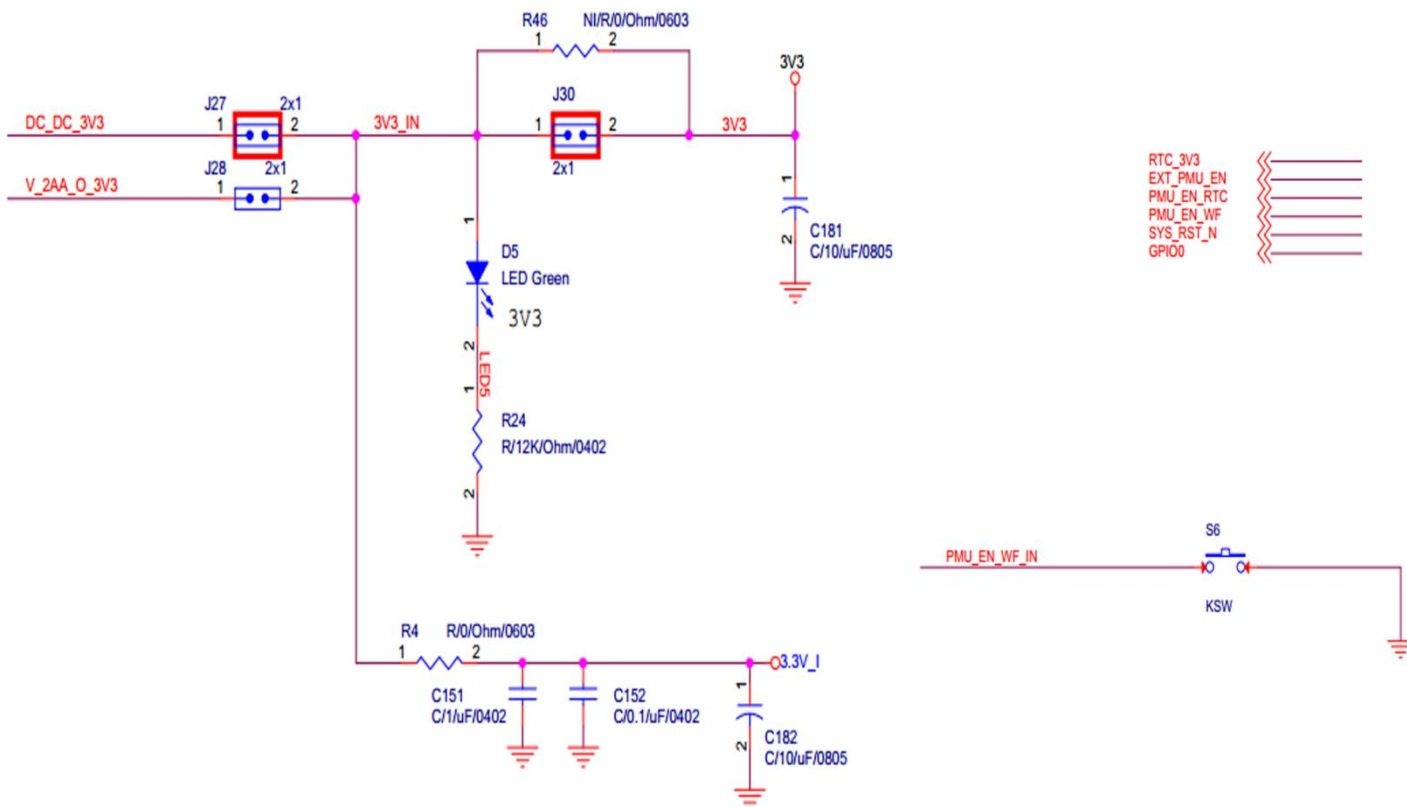 R46 NI/R/0/Ohm/0603
1 2
3V3
J27 2x1
J30
DC_DC_3V3 1 2 3V3_IN 1 2 3V3
J28 2x1 2x1
V_2AA_O_3V3 1 2
RTC_3V3
EXT_PMU_EN
PMU_EN_RTC
PMU_EN_WF
SYS_RST_N
GPIO0
1
2
C181
C/10/uF/0805
1
D5
LED Green
3V3
2
LED5
1
R24
R/12K/Ohm/0402
2
S6
PMU_EN_WF_IN
KSW
R4 R/0/Ohm/0603
1 2
3.3V_I
C151
C/1/uF/0402
C152
C/0.1/uF/0402
1
2
C182
C/10/uF/0805